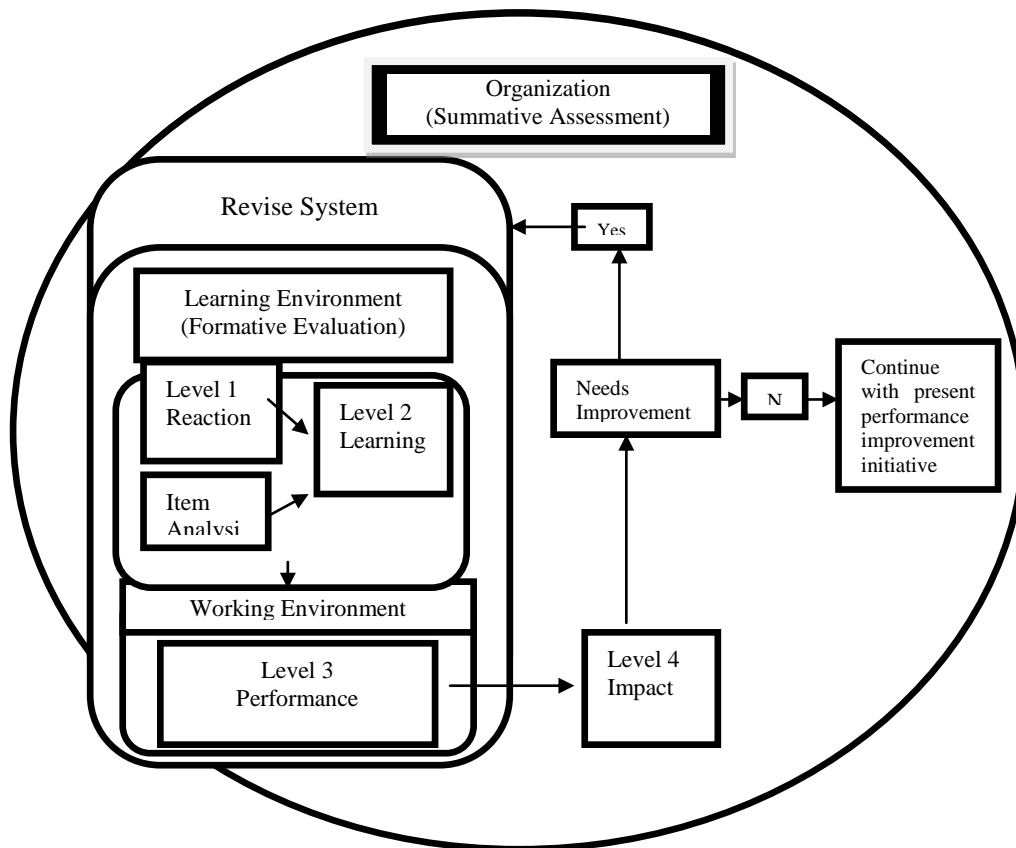 Organization
(Summative Assessment)
Revise System
Yes
Learning Environment
(Formative Evaluation)
Level 1
Reaction
Level 2
Learning
Item
Analysi
Needs
Improvement
N
Continue
with present
performance
improvement
initiative
Working Environment
Level 3
Performance
Level 4
Impact